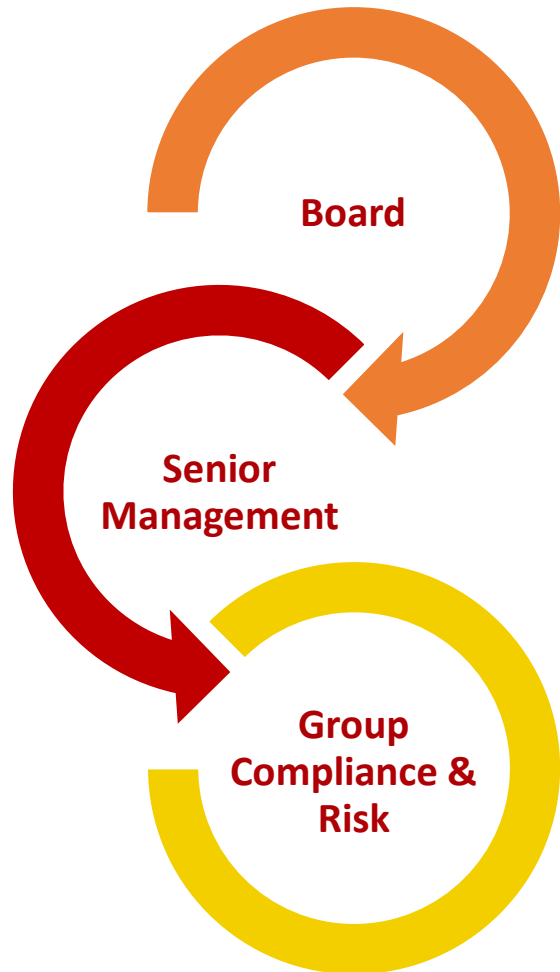 Board
Senior
Management
Group
Compliance &
Risk